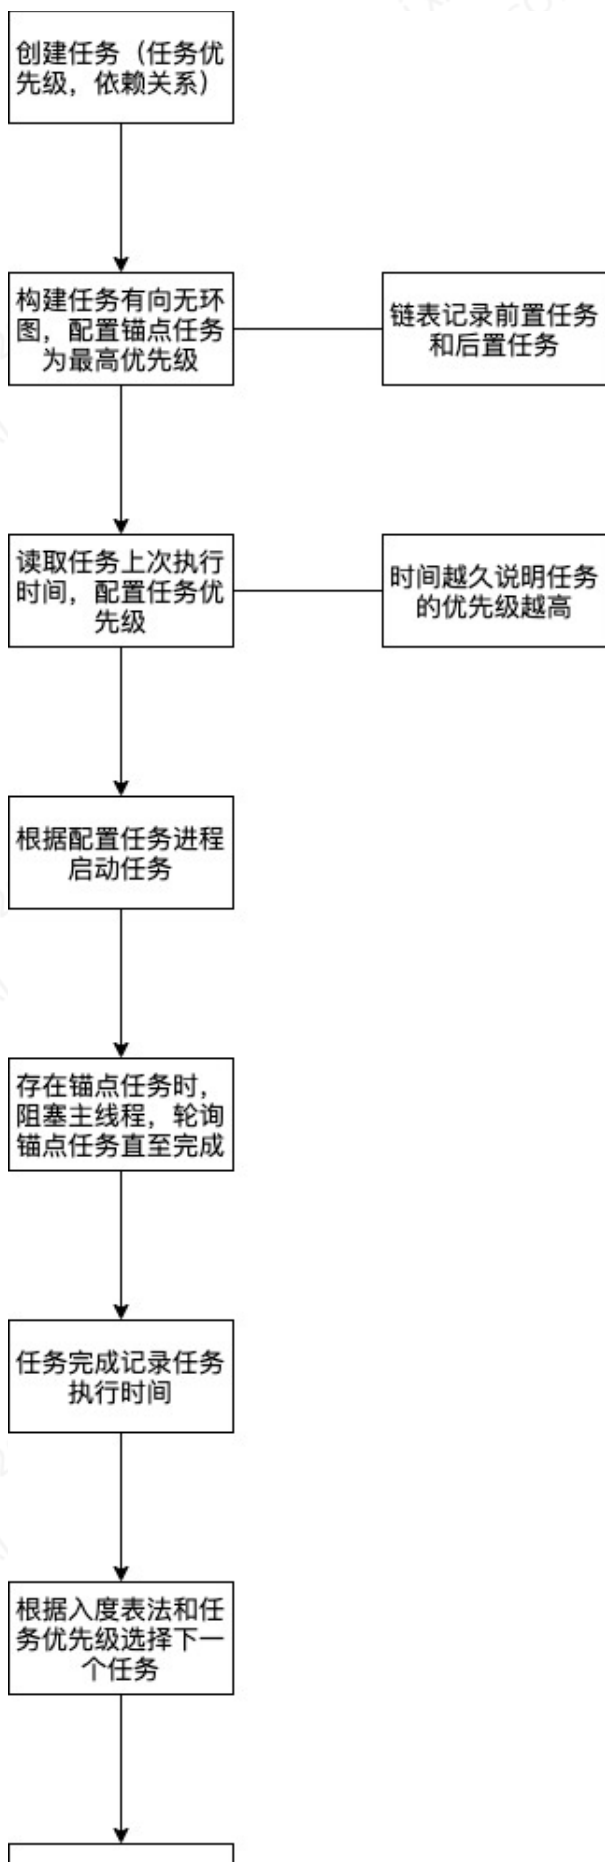 创建任务（任务优
先级，依赖关系）
构建任务有向无环
图，配置锚点任务
为最高优先级
链表记录前置任务
和后置任务
读取任务上次执行
时间，配置任务优
先级
时间越久说明任务
的优先级越高
根据配置任务进程
启动任务
存在锚点任务时，
阻塞主线程，轮询
锚点任务直至完成
任务完成记录任务
执行时间
根据入度表法和任
务优先级选择下一
个任务